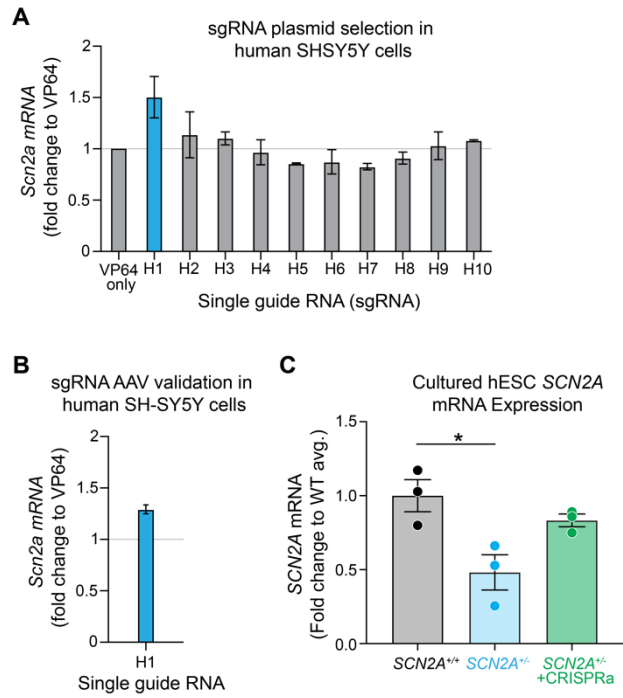 A
sgRNA plasmid selection in
human SHSY5Y cells
Scn2a mRNA
(fold change to VP64)
2
1.5
1
0.5
0
VP64
only
H1
H2
H3
H4
H5
H6
H7
H8
H9
H10
Single guide RNA (sgRNA)
B
sgRNA AAV validation in
human SH-SY5Y cells
Scn2a mRNA
(fold change to VP64)
2
1.5
1
0.5
0
H1
Single guide RNA
C
Cultured hESC SCN2A
mRNA Expression
SCN2A mRNA
(Fold change to WT avg.)
1.5
1.0
0.5
0.0
*
SCN2A+/+
SCN2A+/-
SCN2A+/-
+CRISPRa